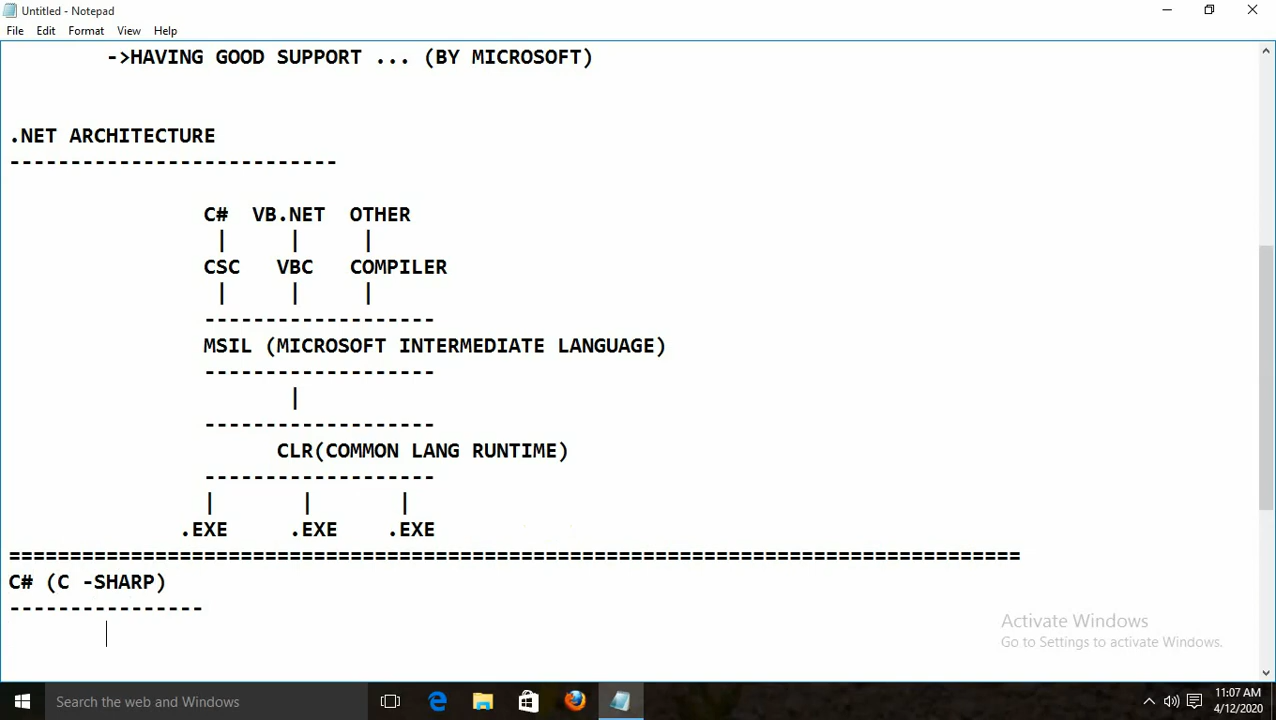 Untitled - Notepad
File Edit Format View Help
->HAVING GOOD SUPPORT ... (BY MICROSOFT)
.NET ARCHITECTURE
---------------------------
C# VB.NET OTHER
| | |
CSC VBC COMPILER
| | |
-------------------
MSIL (MICROSOFT INTERMEDIATE LANGUAGE)
-------------------
|
-------------------
CLR(COMMON LANG RUNTIME)
-------------------
| | |
.EXE .EXE .EXE
===================================================================================
C# (C -SHARP)
----------------
Activate Windows
Go to Settings to activate Windows.
Search the web and Windows
11:07 AM
4/12/2020